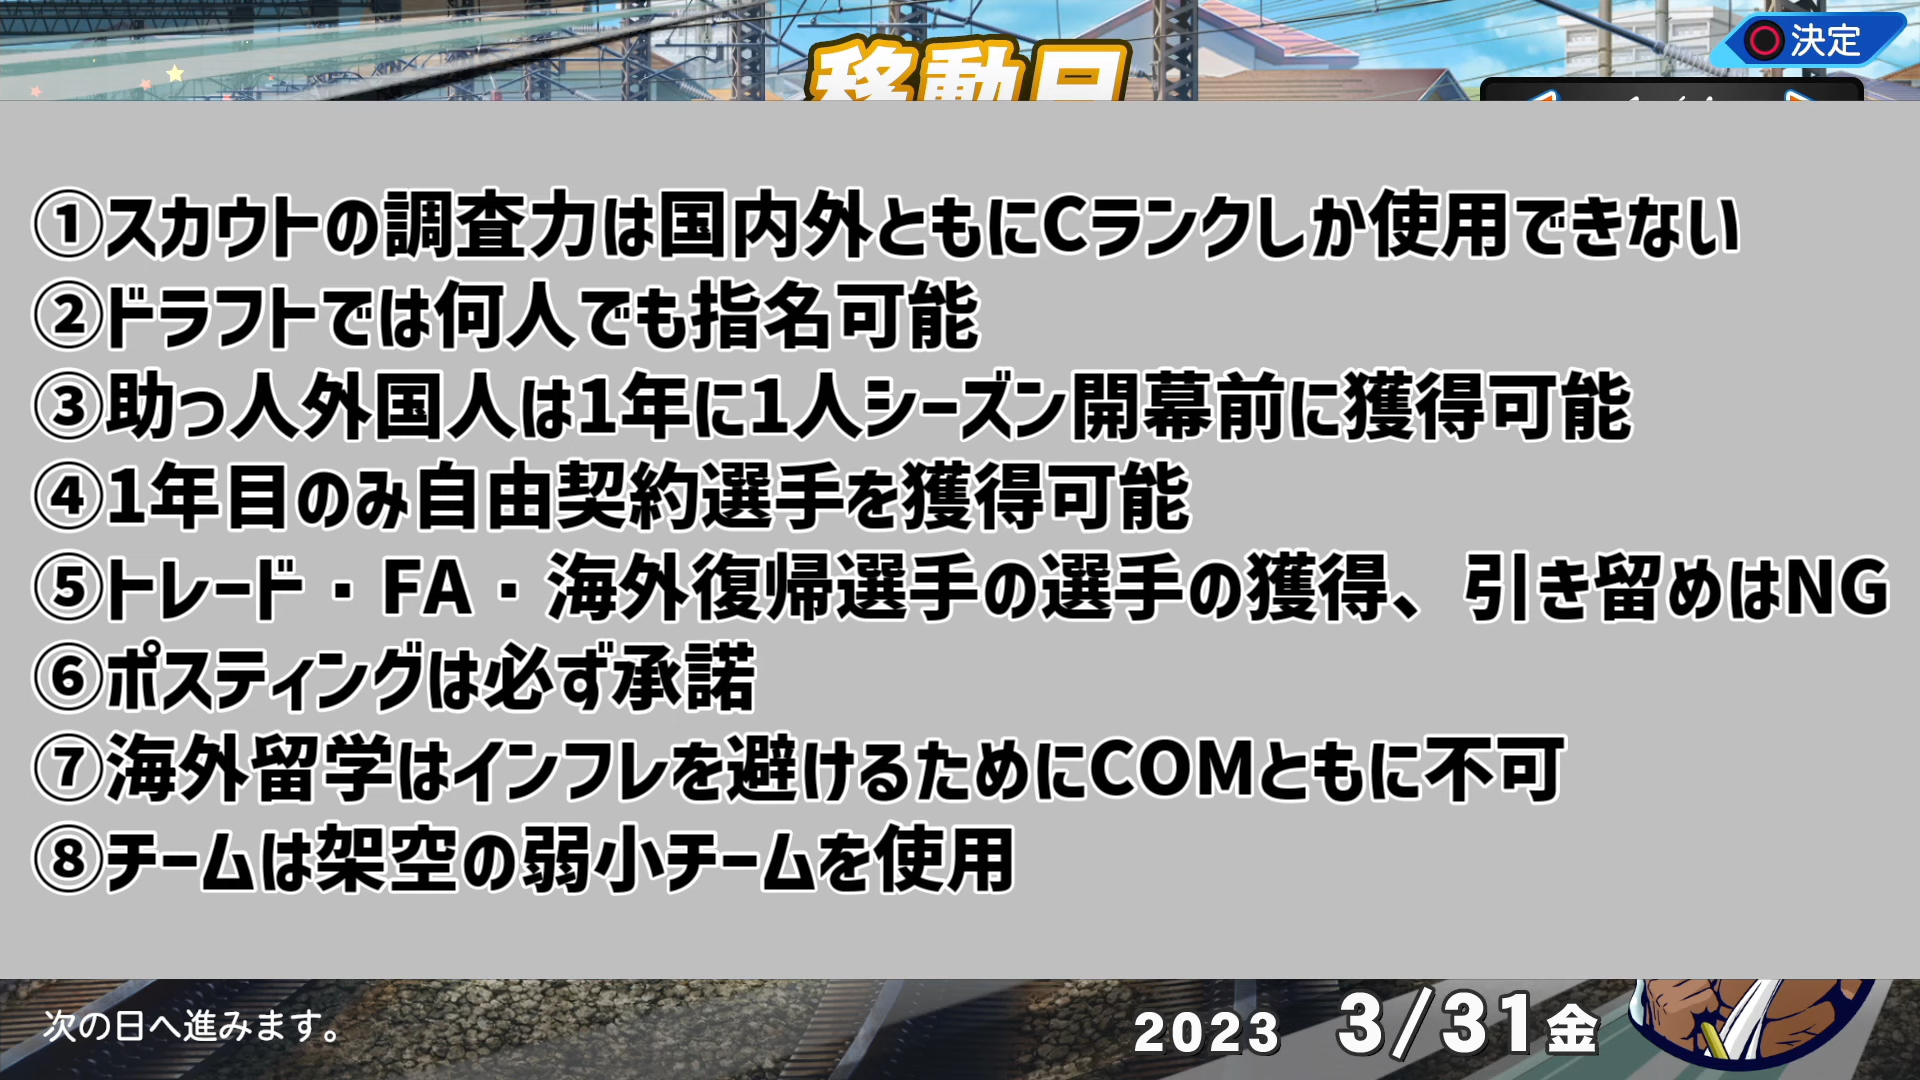 移動日
決定
①スカウトの調査力は国内外ともにCランクしか使用できない
②ドラフトでは何人でも指名可能
③助っ人外国人は1年に1人シーズン開幕前に獲得可能
④1年目のみ自由契約選手を獲得可能
⑤トレード・FA・海外復帰選手の選手の獲得、引き留めはNG
⑥ポスティングは必ず承諾
⑦海外留学はインフレを避けるためにCOMともに不可
⑧チームは架空の弱小チームを使用
次の日へ進みます。
2023 3/31金